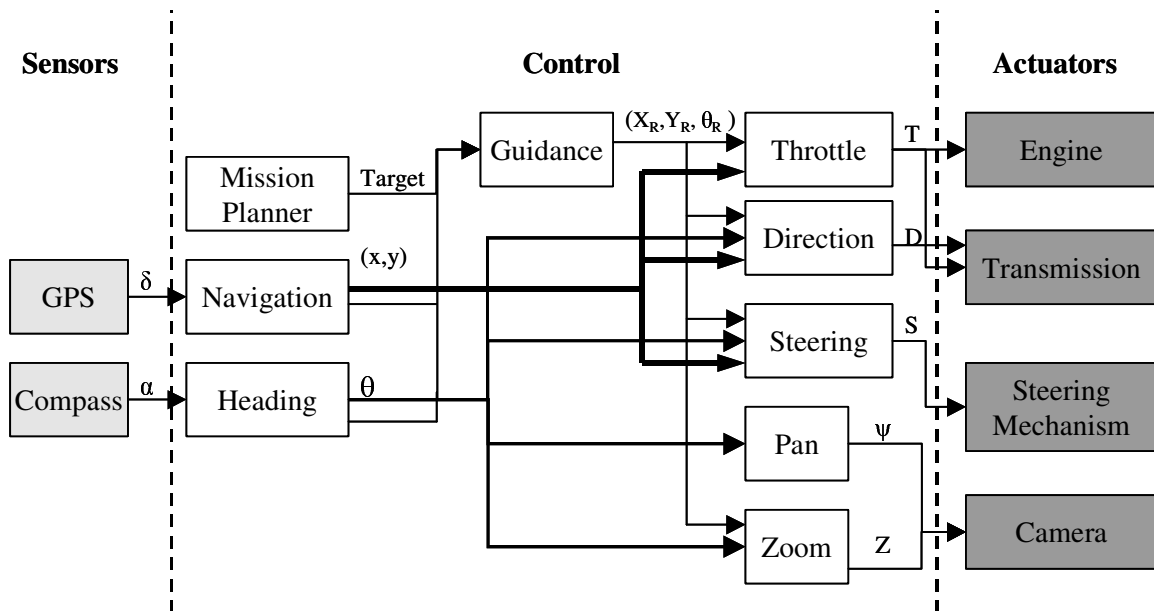 Sensors
Control
Actuators
(X_R,Y_R, θ_R )
Guidance
Throttle
T
Engine
Mission
Planner
Target
Direction
D
Transmission
(x,y)
GPS
δ
Navigation
Steering
S
Compass
α
Heading
θ
Steering
Mechanism
Pan
ψ
Zoom
Z
Camera